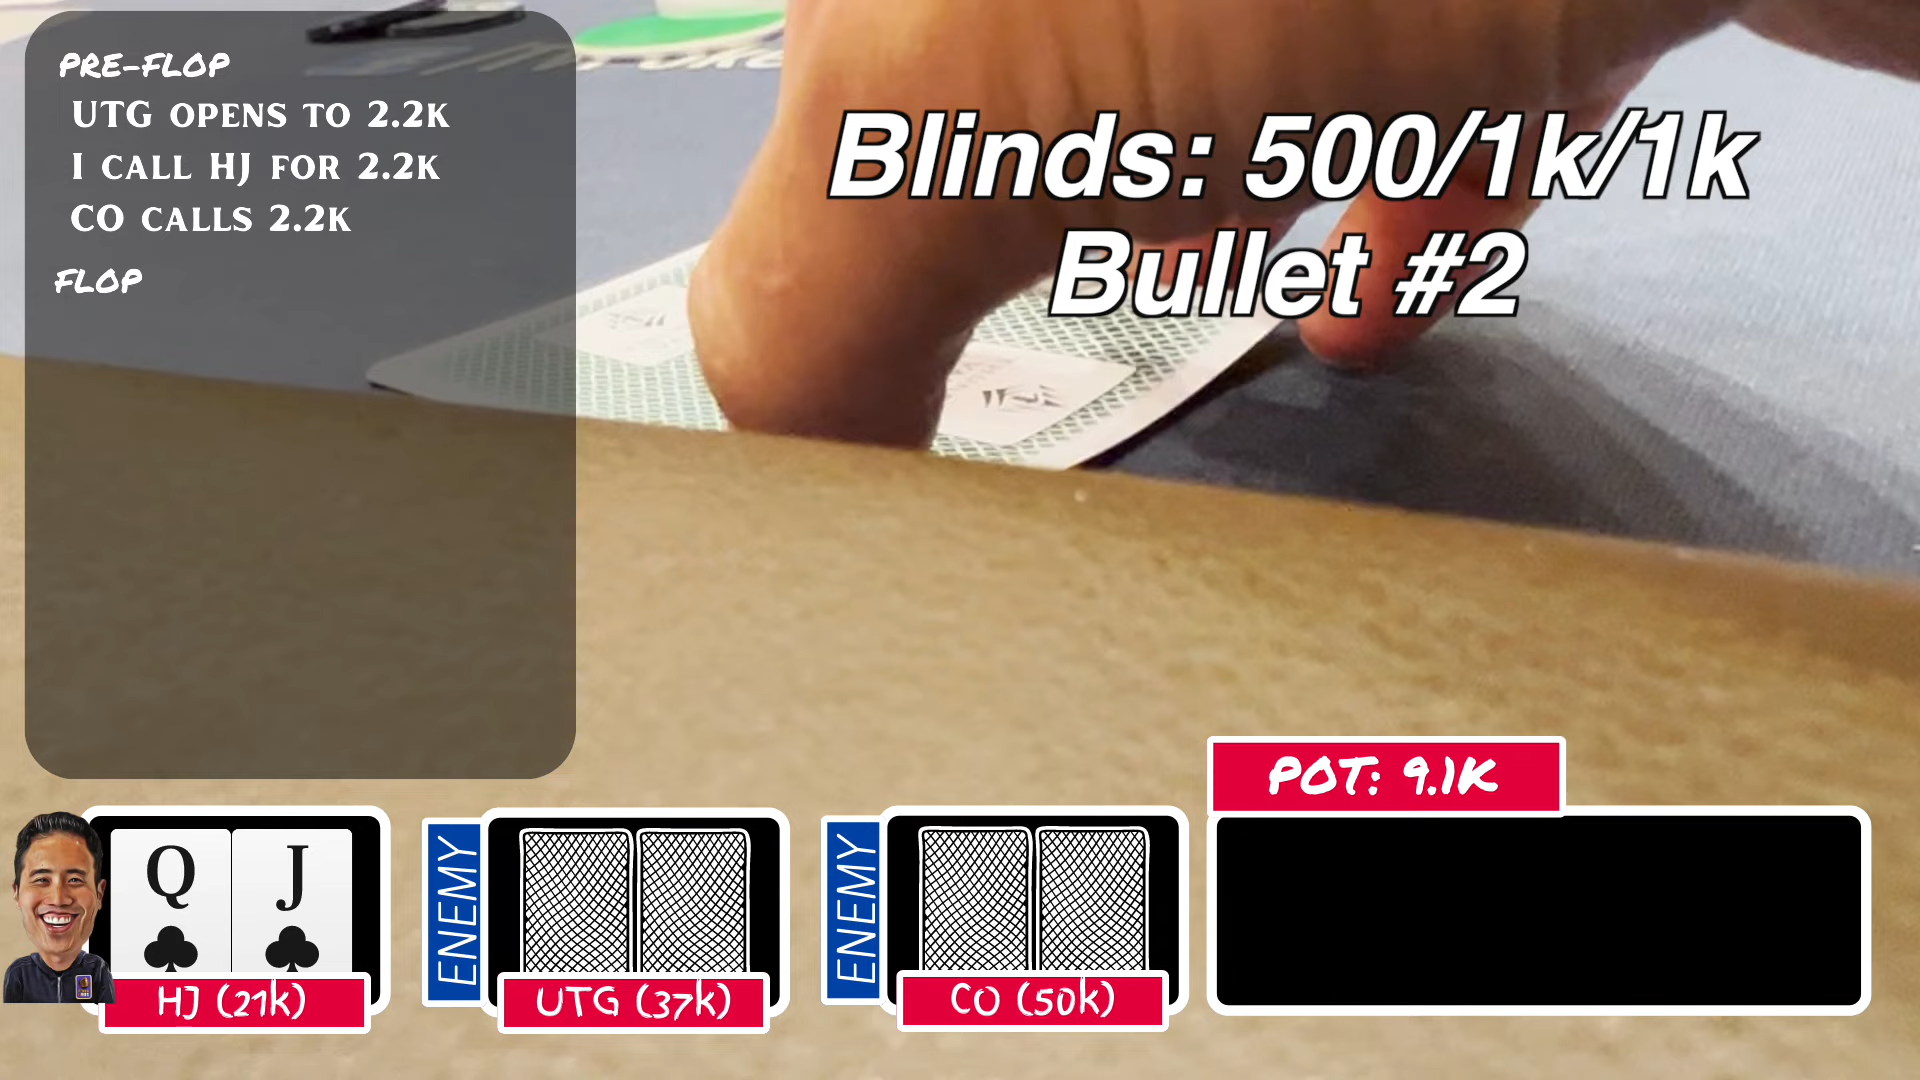 PRE-FLOP
UTG OPENS TO 2.2K
I CALL HJ FOR 2.2K
CO CALLS 2.2K
FLOP
Blinds: 500/1k/1k
Bullet #2
POT: 9.1K
Q J
ENEMY
ENEMY
HJ (21k)
UTG (37k)
CO (50k)